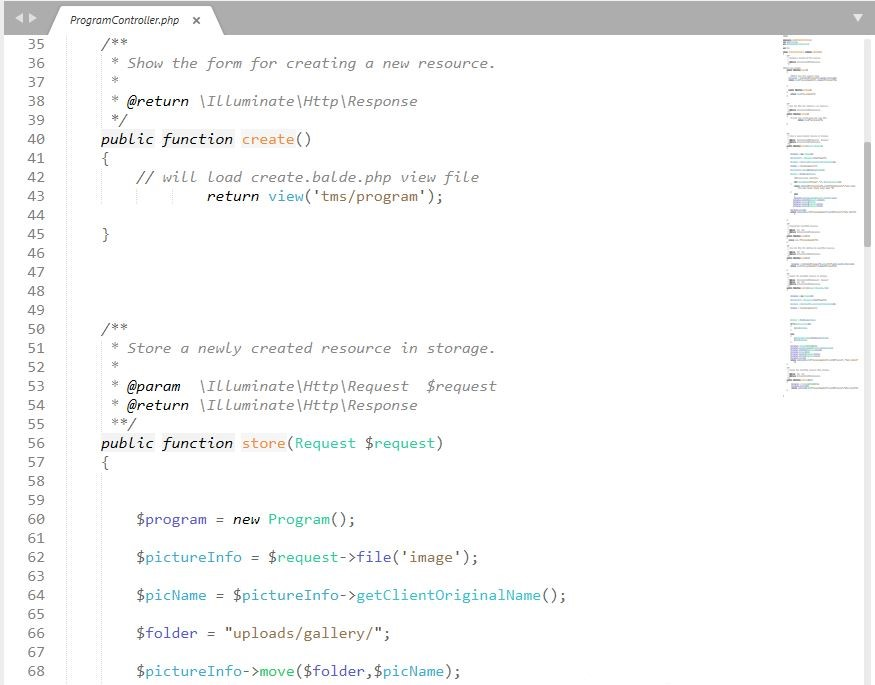 ProgramController.php ×
35 /**
36 * Show the form for creating a new resource.
37 *
38 * @return \Illuminate\Http\Response
39 */
40 public function create()
41 {
42 // will load create.balde.php view file
43 return view('tms/program');
44
45 }
46
47
48
49
50 /**
51 * Store a newly created resource in storage.
52 *
53 * @param \Illuminate\Http\Request $request
54 * @return \Illuminate\Http\Response
55 **/
56 public function store(Request $request)
57 {
58
59
60 $program = new Program();
61
62 $pictureInfo = $request->file('image');
63
64 $picName = $pictureInfo->getClientOriginalName();
65
66 $folder = "uploads/gallery/";
67
68 $pictureInfo->move($folder,$picName);